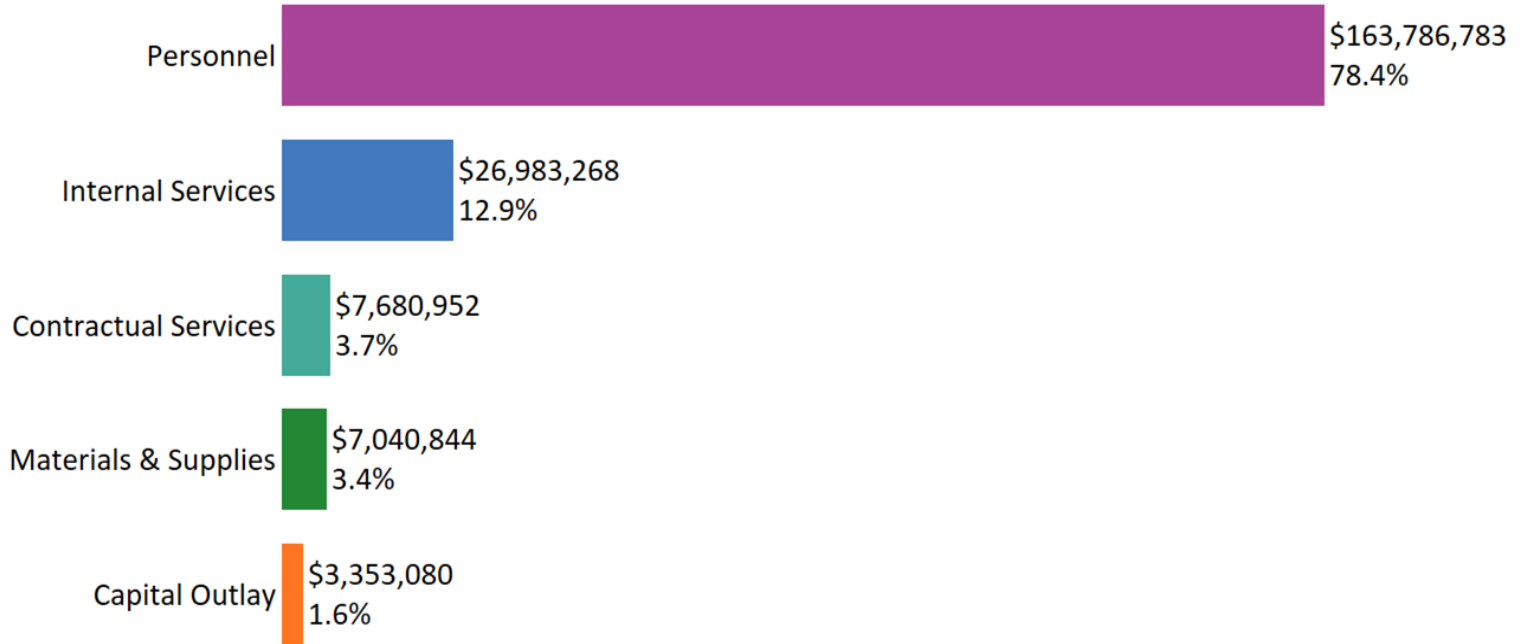 Personnel
$163,786,783
78.4%
Internal Services
$26,983,268
12.9%
Contractual Services
$7,680,952
3.7%
Materials & Supplies
$7,040,844
3.4%
Capital Outlay
$3,353,080
1.6%